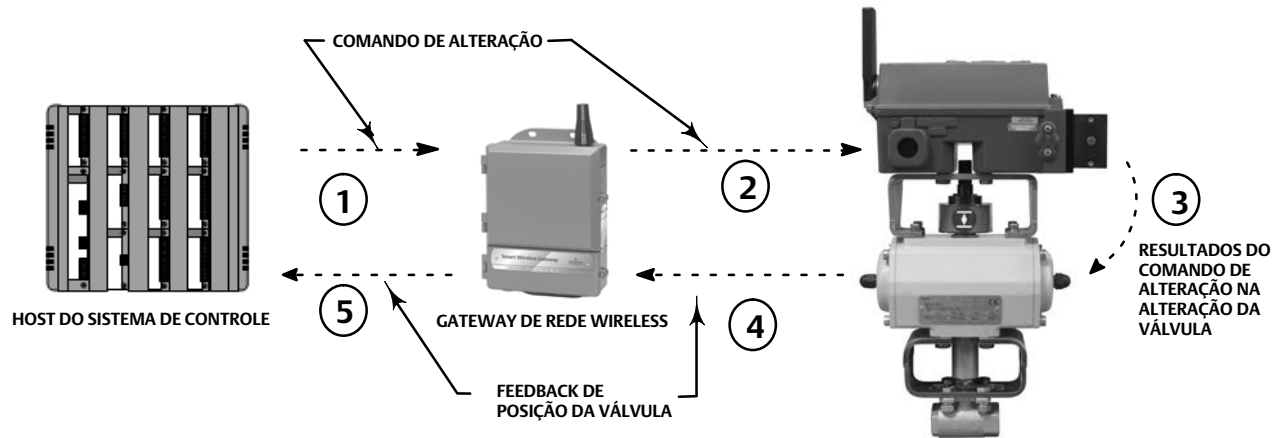 COMANDO DE ALTERAÇÃO
1
2
3
RESULTADOS DO
COMANDO DE
ALTERAÇÃO NA
ALTERAÇÃO DA
VÁLVULA
Smart Wireless Gateway
HOST DO SISTEMA DE CONTROLE
5
GATEWAY DE REDE WIRELESS
4
FEEDBACK DE
POSIÇÃO DA VÁLVULA